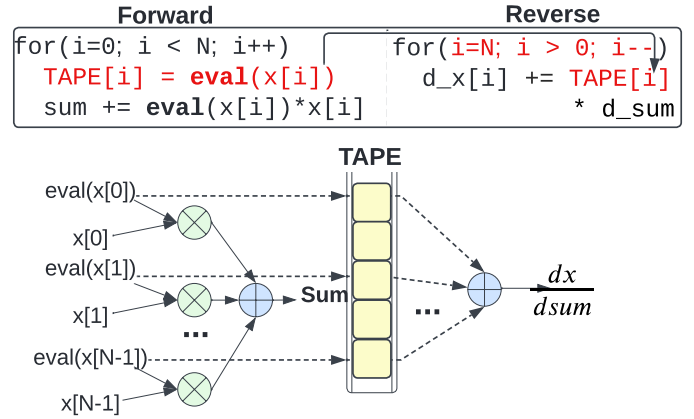 Forward
Reverse
for(i=0; i < N; i++)
TAPE[i] = eval(x[i])
sum += eval(x[i])*x[i]
for(i=N; i > 0; i--)
d_x[i] += TAPE[i]
* d_sum
TAPE
eval(x[0])
x[0]
eval(x[1])
x[1]
...
eval(x[N-1])
x[N-1]
Sum
...
dx
dsum